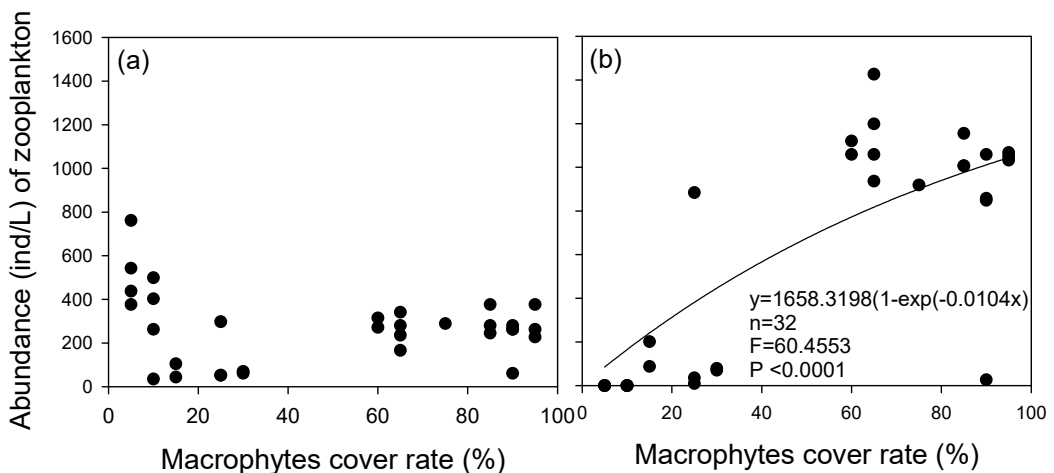 Abundance (ind/L) of zooplankton
1600
1400
1200
1000
800
600
400
200
0
(a)
0
20
40
60
80
100
Macrophytes cover rate (%)
(b)
y=1658.3198(1-exp(-0.0104x)
n=32
F=60.4553
P <0.0001
0
20
40
60
80
100
Macrophytes cover rate (%)